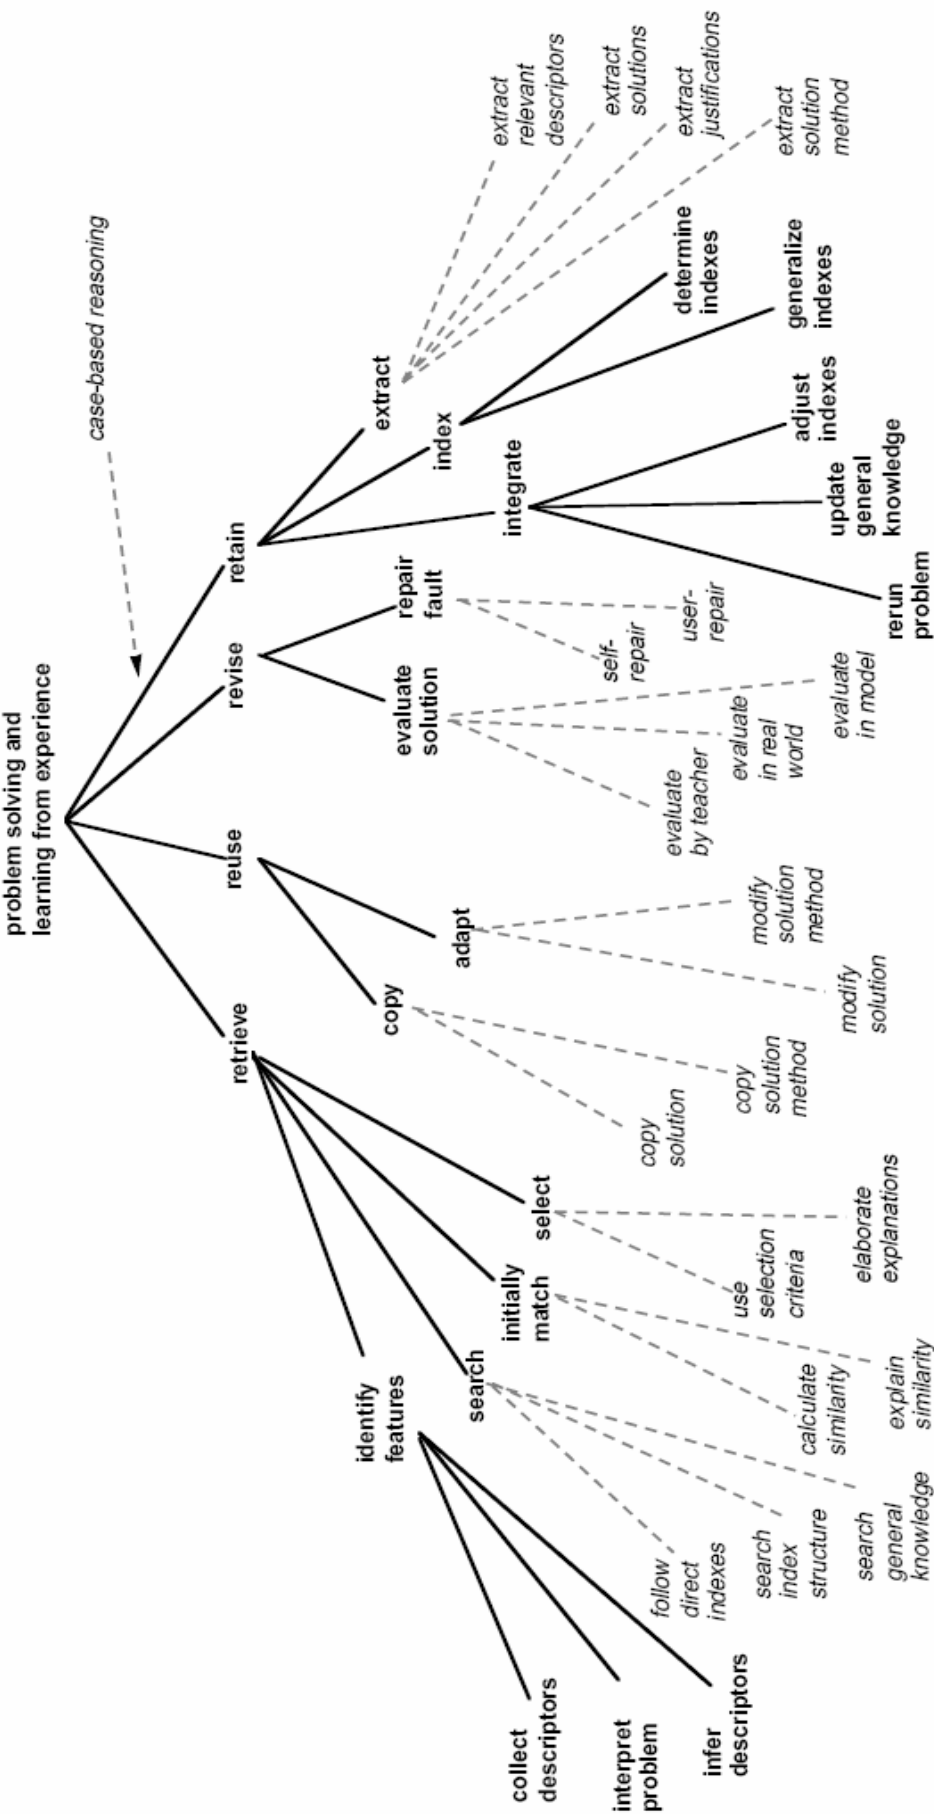 problem solving and
learning from experience
case-based reasoning
retrieve
reuse
revise
retain
identify
features
search
initially
match
select
copy
adapt
evaluate
solution
repair
fault
integrate
index
extract
collect
descriptors
interpret
problem
infer
descriptors
follow
direct
indexes
search
index
structure
search
general
knowledge
calculate
similarity
explain
similarity
use
selection
criteria
elaborate
explanations
copy
solution
copy
solution
method
modify
solution
modify
solution
method
evaluate
by teacher
evaluate
in real
world
evaluate
in model
self-
repair
user-
repair
rerun
problem
update
general
knowledge
adjust
indexes
generalize
indexes
determine
indexes
extract
relevant
descriptors
extract
solutions
extract
justifications
extract
solution
method